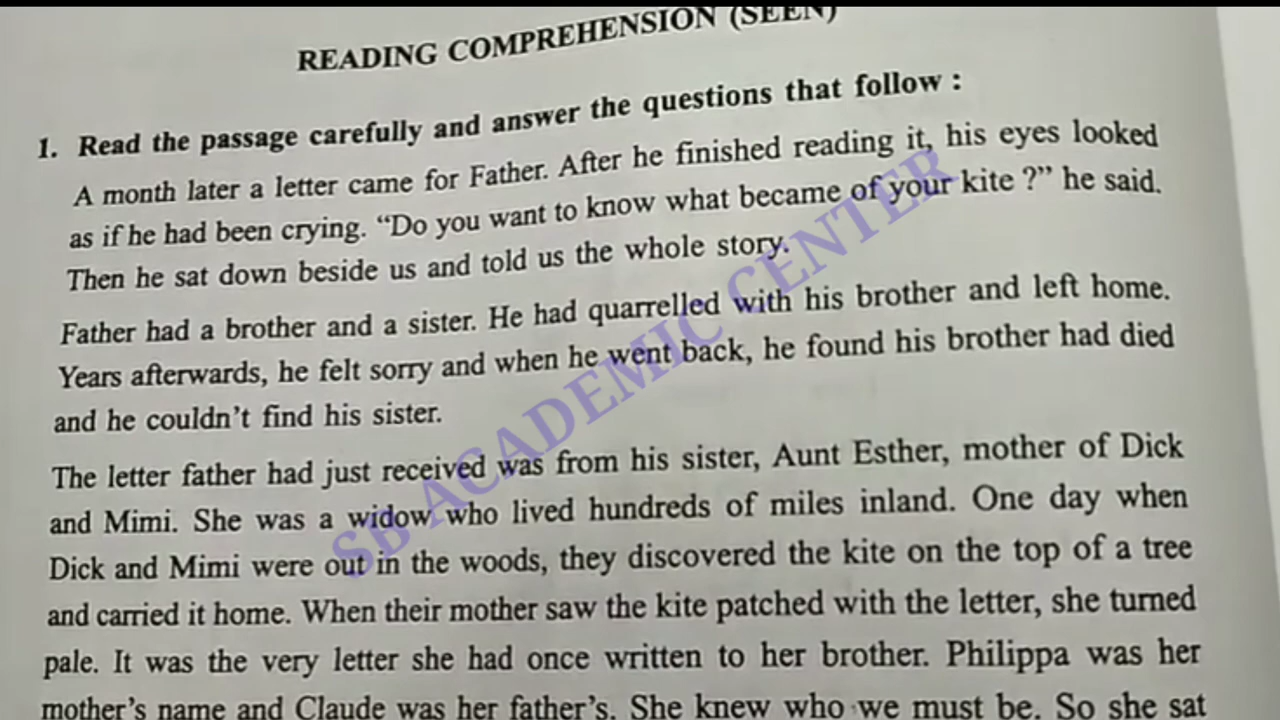 READING COMPREHENSION (SEEN)
1. Read the passage carefully and answer the questions that follow :
A month later a letter came for Father. After he finished reading it, his eyes looked
as if he had been crying. “Do you want to know what became of your kite ?” he said.
Then he sat down beside us and told us the whole story.
Father had a brother and a sister. He had quarrelled with his brother and left home.
Years afterwards, he felt sorry and when he went back, he found his brother had died
and he couldn’t find his sister.
The letter father had just received was from his sister, Aunt Esther, mother of Dick
and Mimi. She was a widow who lived hundreds of miles inland. One day when
Dick and Mimi were out in the woods, they discovered the kite on the top of a tree
and carried it home. When their mother saw the kite patched with the letter, she turned
pale. It was the very letter she had once written to her brother. Philippa was her
mother’s name and Claude was her father’s. She knew who we must be. So she sat
SB ACADEMIC CENTER